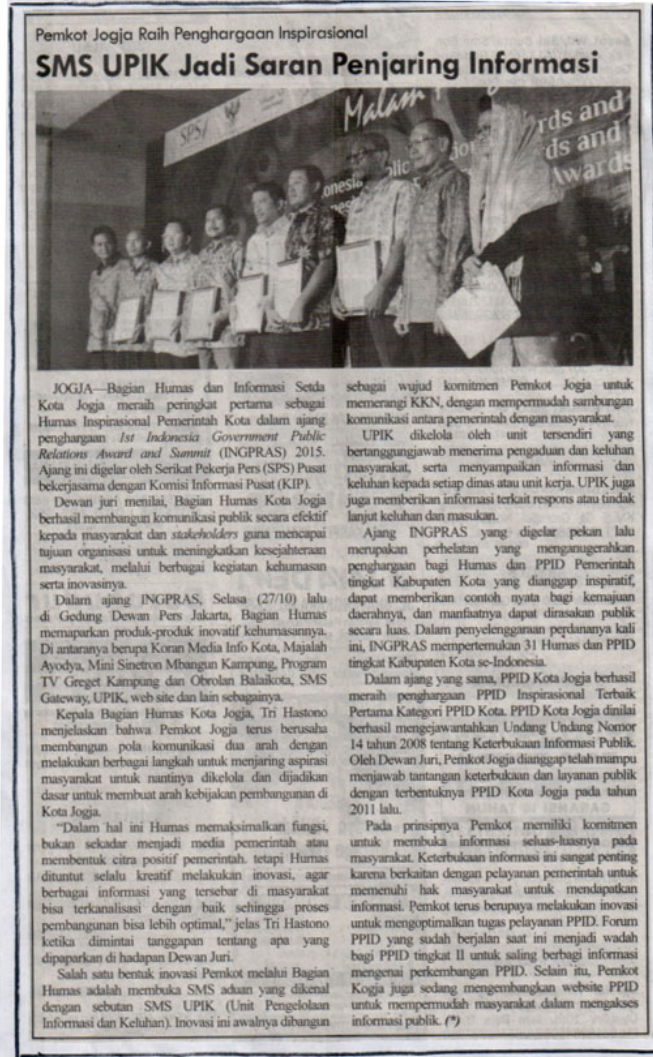 Pemkot Jogja Raih Penghargaan Inspirasional
SMS UPIK Jadi Saran Penjaring Informasi
SPS
Malam
rds and
ds and
Awards
JOGJA—Bagian Humas dan Informasi Setda
Kota Jogja meraih peringkat pertama sebagai
Humas Inspirasional Pemerintah Kota dalam ajang
penghargaan 1st Indonesia Government Public
Relations Award and Summit (INGPRAS) 2015.
Ajang ini digelar oleh Serikat Pekerja Pers (SPS) Pusat
bekerjasama dengan Komisi Informasi Pusat (KIP).
Dewan juri menilai, Bagian Humas Kota Jogja
berhasil membangun komunikasi publik secara efektif
kepada masyarakat dan stakeholders guna mencapai
tujuan organisasi untuk meningkatkan kesejahteraan
masyarakat, melalui berbagai kegiatan kehumasan
serta inovasinya.
Dalam ajang INGPRAS, Selasa (27/10) lalu
di Gedung Dewan Pers Jakarta, Bagian Humas
memaparkan produk-produk inovatif kehumasannya.
Di antaranya berupa Koran Media Info Kota, Majalah
Ayodya, Mini Sinetron Mbangun Kampung, Program
TV Greget Kampung dan Obrolan Balaikota, SMS
Gateway, UPIK, web site dan lain sebagainya.
Kepala Bagian Humas Kota Jogja, Tri Hastono
menjelaskan bahwa Pemkot Jogja terus berusaha
membangun pola komunikasi dua arah dengan
melakukan berbagai langkah untuk menjaring aspirasi
masyarakat untuk nantinya dikelola dan dijadikan
dasar untuk membuat arah kebijakan pembangunan di
Kota Jogja.
“Dalam hal ini Humas memaksimalkan fungsi,
bukan sekadar menjadi media pemerintah atau
membentuk citra positif pemerintah. tetapi Humas
dituntut selalu kreatif melakukan inovasi, agar
berbagai informasi yang tersebar di masyarakat
bisa terkanalisasi dengan baik sehingga proses
pembangunan bisa lebih optimal,” jelas Tri Hastono
ketika dimintai tanggapan tentang apa yang
dipaparkan di hadapan Dewan Juri.
Salah satu bentuk inovasi Pemkot melalui Bagian
Humas adalah membuka SMS aduan yang dikenal
dengan sebutan SMS UPIK (Unit Pengelolaan
Informasi dan Keluhan). Inovasi ini awalnya dibangun
sebagai wujud komitmen Pemkot Jogja untuk
memerangi KKN, dengan mempermudah sambungan
komunikasi antara pemerintah dengan masyarakat.
UPIK dikelola oleh unit tersendiri yang
bertanggungjawab menerima pengaduan dan keluhan
masyarakat, serta menyampaikan informasi dan
keluhan kepada setiap dinas atau unit kerja. UPIK juga
juga memberikan informasi terkait respons atau tindak
lanjut keluhan dan masukan.
Ajang INGPRAS yang digelar pekan lalu
merupakan perhelatan yang menganugerahkan
penghargaan bagi Humas dan PPID Pemerintah
tingkat Kabupaten Kota yang dianggap inspiratif,
dapat memberikan contoh nyata bagi kemajuan
daerahnya, dan manfaatnya dapat dirasakan publik
secara luas. Dalam penyelenggaraan perdananya kali
ini, INGPRAS mempertemukan 31 Humas dan PPID
tingkat Kabupaten Kota se-Indonesia.
Dalam ajang yang sama, PPID Kota Jogja berhasil
meraih penghargaan PPID Inspirasional Terbaik
Pertama Kategori PPID Kota. PPID Kota Jogja dinilai
berhasil mengejawantahkan Undang Undang Nomor
14 tahun 2008 tentang Keterbukaan Informasi Publik.
Oleh Dewan Juri, Pemkot Jogja dianggap telah mampu
menjawab tantangan keterbukaan dan layanan publik
dengan terbentuknya PPID Kota Jogja pada tahun
2011 lalu.
Pada prinsipnya Pemkot memiliki komitmen
untuk membuka informasi seluas-luasnya pada
masyarakat. Keterbukaan informasi ini sangat penting
karena berkaitan dengan pelayanan pemerintah untuk
memenuhi hak masyarakat untuk mendapatkan
informasi. Pemkot terus berupaya melakukan inovasi
untuk mengoptimalkan tugas pelayanan PPID. Forum
PPID yang sudah berjalan saat ini menjadi wadah
bagi PPID tingkat II untuk saling berbagi informasi
mengenai perkembangan PPID. Selain itu, Pemkot
Kogja juga sedang mengembangkan website PPID
untuk mempermudah masyarakat dalam mengakses
informasi publik. (*)